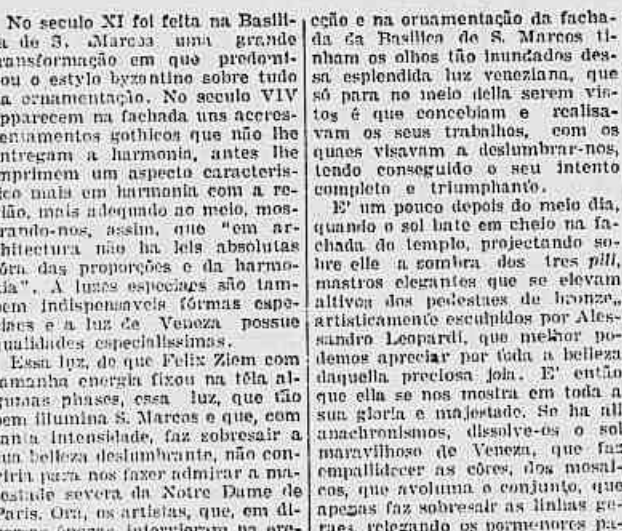 No seculo XI foi feita na Basili-
a de S. Marcos uma grande
ransformação em que predomi-
ou o estylo byzantino sobre tudo
a ornamentação. No seculo VIV
pparecem na fachada uns accres-
entamentos gothicos que não lhe
ntregam a harmonia, antes lhe
mprimem um aspecto caracteris-
ico mais em harmonia com a re-
ião, mais adequado ao meio, mos-
rando-nos, assim, que "em ar-
hitectura não ha leis absolutas
óra das proporções e da harmo-
ia". A luzes especiaes são tam-
em indispensaveis fórmas espe-
iaes e a luz de Veneza possue
ualidades especialissimas.
Essa luz, de que Felix Ziem com
amanha energia fixou na téla al-
gumas phases, essa luz, que tão
em illumina S. Marcos e que, com
anta intensidade, faz sobresair a
ua belleza deslumbrante, não con-
iria para nos fazer admirar a ma-
estade severa da Notre Dame de
Paris. Ora, os artistas, que, em di-
intervieram na ere-
cção e na ornamentação da facha-
da da Basilica de S. Marcos ti-
nham os olhos tão inundados des-
sa esplendida luz veneziana, que
só para no meio della serem vis-
tos é que concebiam e realisa-
vam os seus trabalhos, com os
quaes visavam a deslumbrar-nos,
tendo conseguido o seu intento
completo e triumphante.
E' um pouco depois do meio dia,
quando o sol bate em cheio na fa-
chada do templo, projectando so-
bre elle a sombra dos tres pili,
mastros elegantes que se elevam
altivos dos pedestaes de bronze,,
artisticamente esculpidos por Ales-
sandro Leopardi, que melhor po-
demos apreciar por toda a belleza
daquella preciosa joia. E' então
que ella se nos mostra em toda a
sua gloria e majestade. Se ha ali
anachronismos, dissolve-os o sol
maravilhoso de Veneza, que faz
empallidecer as côres, dos mosai-
cos, que avoluma o conjunto, que
apenas faz sobresair as linhas ge-
raes, relegando os pormenores pa-